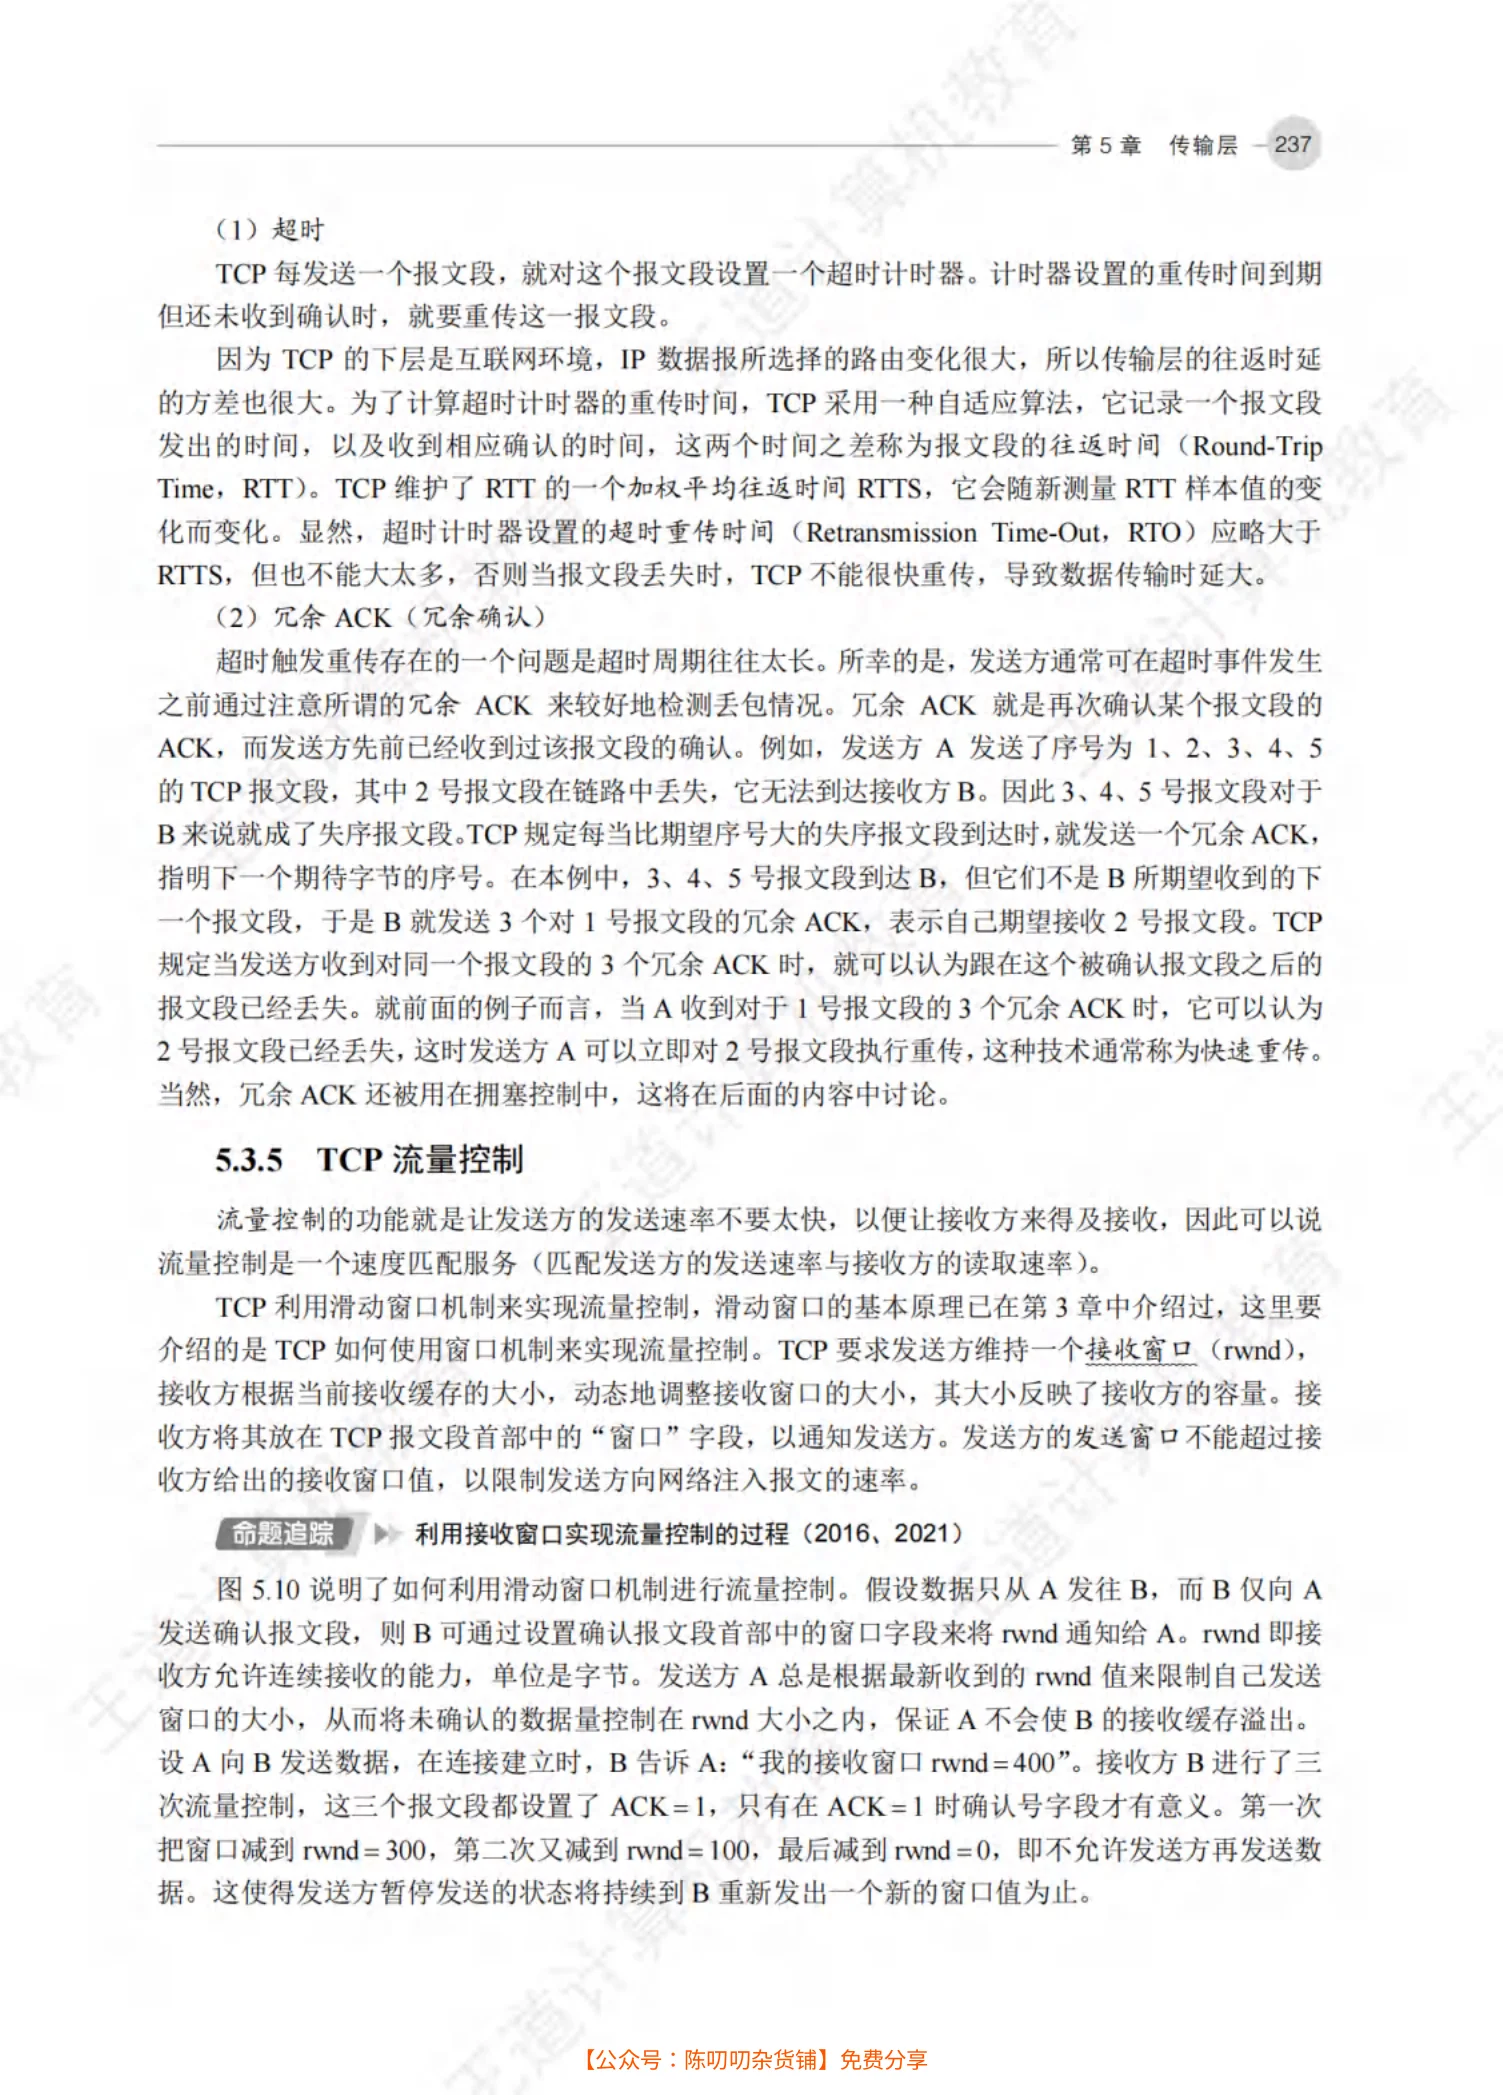 第 5 章 传输层 237
（1）超时
TCP 每发送一个报文段，就对这个报文段设置一个超时计时器。计时器设置的重传时间到期
但还未收到确认时，就要重传这一报文段。
因为 TCP 的下层是互联网环境，IP 数据报所选择的路由变化很大，所以传输层的往返时延
的方差也很大。为了计算超时计时器的重传时间，TCP 采用一种自适应算法，它记录一个报文段
发出的时间，以及收到相应确认的时间，这两个时间之差称为报文段的往返时间（Round-Trip
Time，RTT）。TCP 维护了 RTT 的一个加权平均往返时间 RTTS，它会随新测量 RTT 样本值的变
化而变化。显然，超时计时器设置的超时重传时间（Retransmission Time-Out，RTO）应略大于
RTTS，但也不能大太多，否则当报文段丢失时，TCP 不能很快重传，导致数据传输时延大。
（2）冗余 ACK（冗余确认）
超时触发重传存在的一个问题是超时周期往往太长。所幸的是，发送方通常可在超时事件发生
之前通过注意所谓的冗余 ACK 来较好地检测丢包情况。冗余 ACK 就是再次确认某个报文段的
ACK，而发送方先前已经收到过该报文段的确认。例如，发送方 A 发送了序号为 1、2、3、4、5
的 TCP 报文段，其中 2 号报文段在链路中丢失，它无法到达接收方 B。因此 3、4、5 号报文段对于
B 来说就成了失序报文段。TCP 规定每当比期望序号大的失序报文段到达时，就发送一个冗余 ACK，
指明下一个期待字节的序号。在本例中，3、4、5 号报文段到达 B，但它们不是 B 所期望收到的下
一个报文段，于是 B 就发送 3 个对 1 号报文段的冗余 ACK，表示自己期望接收 2 号报文段。TCP
规定当发送方收到对同一个报文段的 3 个冗余 ACK 时，就可以认为跟在这个被确认报文段之后的
报文段已经丢失。就前面的例子而言，当 A 收到对于 1 号报文段的 3 个冗余 ACK 时，它可以认为
2 号报文段已经丢失，这时发送方 A 可以立即对 2 号报文段执行重传，这种技术通常称为快速重传。
当然，冗余 ACK 还被用在拥塞控制中，这将在后面的内容中讨论。
5.3.5 TCP 流量控制
流量控制的功能就是让发送方的发送速率不要太快，以便让接收方来得及接收，因此可以说
流量控制是一个速度匹配服务（匹配发送方的发送速率与接收方的读取速率）。
TCP 利用滑动窗口机制来实现流量控制，滑动窗口的基本原理已在第 3 章中介绍过，这里要
介绍的是 TCP 如何使用窗口机制来实现流量控制。TCP 要求发送方维持一个接收窗口（rwnd），
接收方根据当前接收缓存的大小，动态地调整接收窗口的大小，其大小反映了接收方的容量。接
收方将其放在 TCP 报文段首部中的“窗口”字段，以通知发送方。发送方的发送窗口不能超过接
收方给出的接收窗口值，以限制发送方向网络注入报文的速率。
命题追踪 利用接收窗口实现流量控制的过程（2016、2021）
图 5.10 说明了如何利用滑动窗口机制进行流量控制。假设数据只从 A 发往 B，而 B 仅向 A
发送确认报文段，则 B 可通过设置确认报文段首部中的窗口字段来将 rwnd 通知给 A。rwnd 即接
收方允许连续接收的能力，单位是字节。发送方 A 总是根据最新收到的 rwnd 值来限制自己发送
窗口的大小，从而将未确认的数据量控制在 rwnd 大小之内，保证 A 不会使 B 的接收缓存溢出。
设 A 向 B 发送数据，在连接建立时，B 告诉 A：“我的接收窗口 rwnd = 400”。接收方 B 进行了三
次流量控制，这三个报文段都设置了 ACK = 1，只有在 ACK = 1 时确认号字段才有意义。第一次
把窗口减到 rwnd = 300，第二次又减到 rwnd = 100，最后减到 rwnd = 0，即不允许发送方再发送数
据。这使得发送方暂停发送的状态将持续到 B 重新发出一个新的窗口值为止。
【公众号：陈叨叨杂货铺】免费分享
王道计算机教育